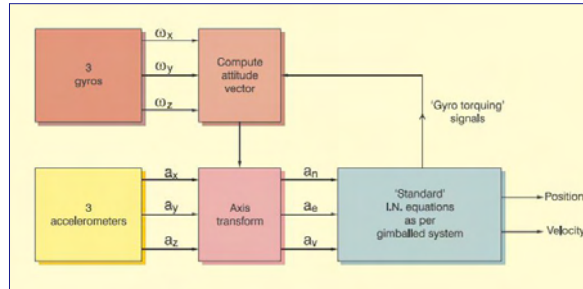 3
gyros
ωx
ωy
ωz
Compute
attitude
vector
'Gyro torquing'
signals
3
accelerometers
ax
ay
az
Axis
transform
an
ae
av
'Standard'
I.N. equations
as per
gimballed system
Position
Velocity